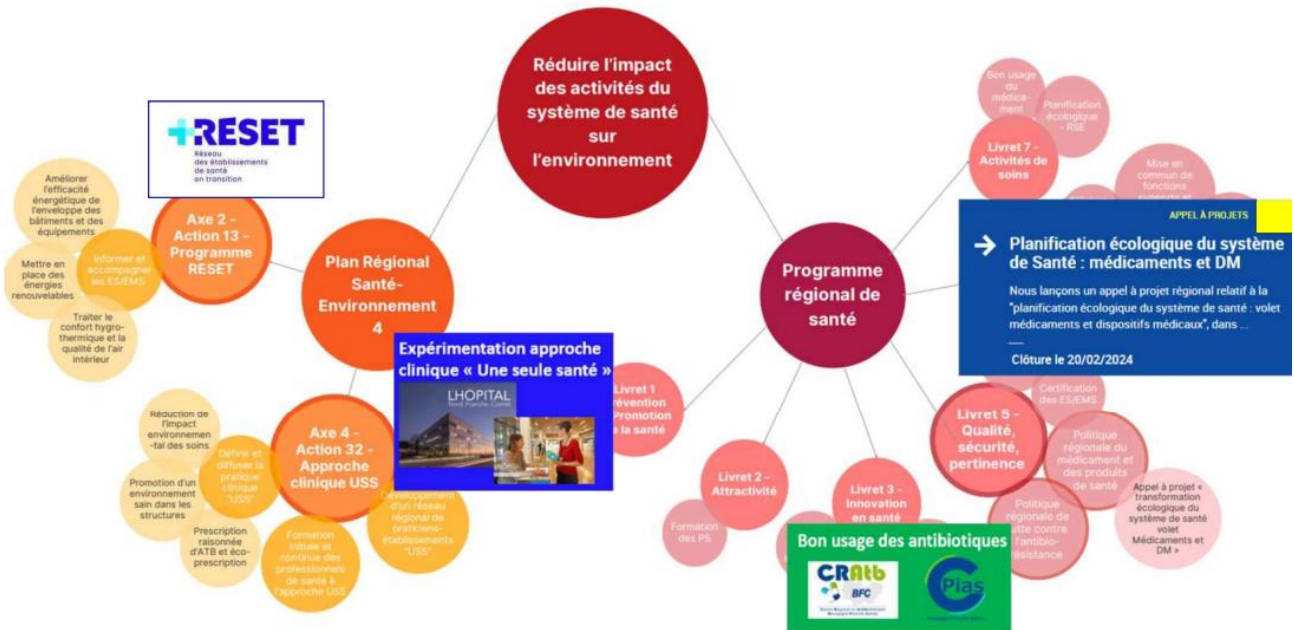 Réduire l'impact
des activités du
système de santé
sur
l'environnement
+RESET
Réseau
des établissements
de santé
en transition
Améliorer
l'efficacité
énergétique de
l'enveloppe des
bâtiments et des
équipements
Mettre en
place des
énergies
renouvelables
Traiter le
confort hygro-
thermique et la
qualité de l'air
intérieur
Informer et
accompagner
les ES/EMS
Axe 2 -
Action 13 -
Programme
RESET
Plan Régional
Santé-
Environnement
4
Expérimentation approche
clinique « Une seule santé »
LHOPITAL
Nord Franche-Comté
Axe 4 -
Action 32 -
Approche
clinique USS
Réduction de
l'impact
environnemen
-tal des soins
Promotion d'un
environnement
sain dans les
structures
Prescription
raisonnée
d'ATB et éco-
prescription
Définir et
diffuser la
pratique
clinique
"USS"
Formation
initiale et
continue des
professionnels
de santé à
l'approche USS
Développement
d'un réseau
régional de
praticiens-
établissements
"USS"
Programme
régional de
santé
Livret 7 -
Activités de
soins
Bon usage
du
médica-
ment
Planification
écologique
- RSE
Mise en
commun de
fonctions
supports et
APPEL À PROJETS
→ Planification écologique du système
de Santé : médicaments et DM
Nous lançons un appel à projet régional relatif à la
"planification écologique du système de santé : volet
médicaments et dispositifs médicaux", dans ...
Clôture le 20/02/2024
Livret 1
Promotion
la santé
Livret 2 -
Attractivité
Formation
des PS
Livret 3 -
Innovation
en santé
Bon usage des antibiotiques
CRAtb
BFC
CPias
Livret 5 -
Qualité,
sécurité,
pertinence
Certification
des ES/EMS
Politique
régionale du
médicament et
des produits
de santé
Politique
régionale de
lutte contre
l'antibio-
résistance
Appel à projet «
transformation
écologique du
système de santé
volet
Médicaments et
DM »